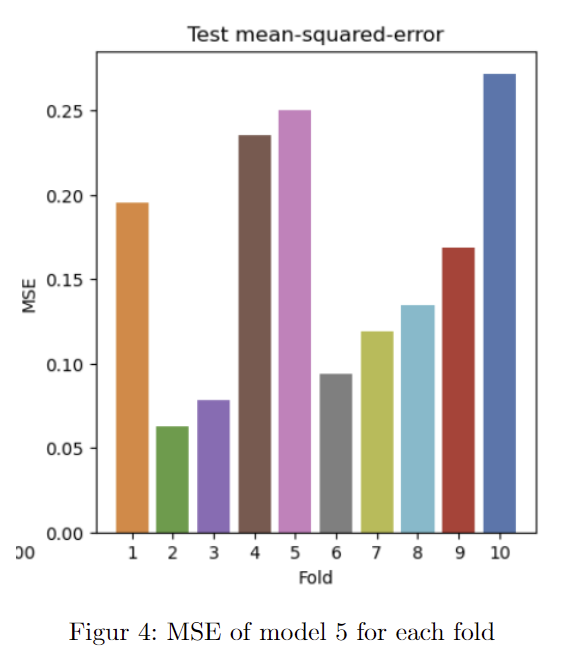 Test mean-squared-error
0.25
0.20
0.15
0.10
0.05
0.00
MSE
00
1 2 3 4 5 6 7 8 9 10
Fold
Figur 4: MSE of model 5 for each fold